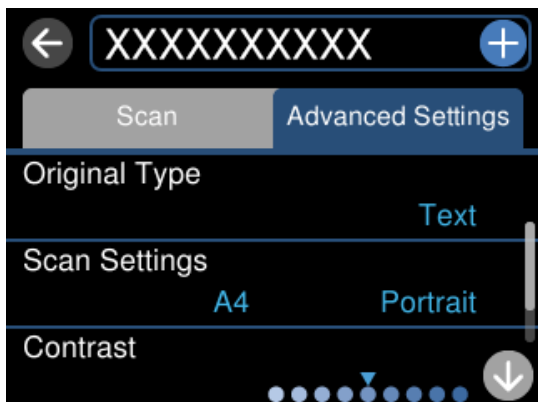 XXXXXXXXXX
Scan Advanced Settings
Original Type
Text
Scan Settings
A4 Portrait
Contrast